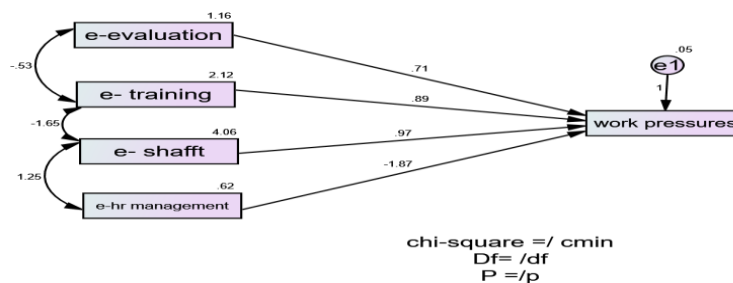 1.16
e-evaluation
-.53
.71
2.12
e- training
.89
-1.65
4.06
e- shafft
.97
1.25
.62
e-hr management
-1.87
.05
e1
1
work pressures
chi-square =/ cmin
Df= /df
P =/p